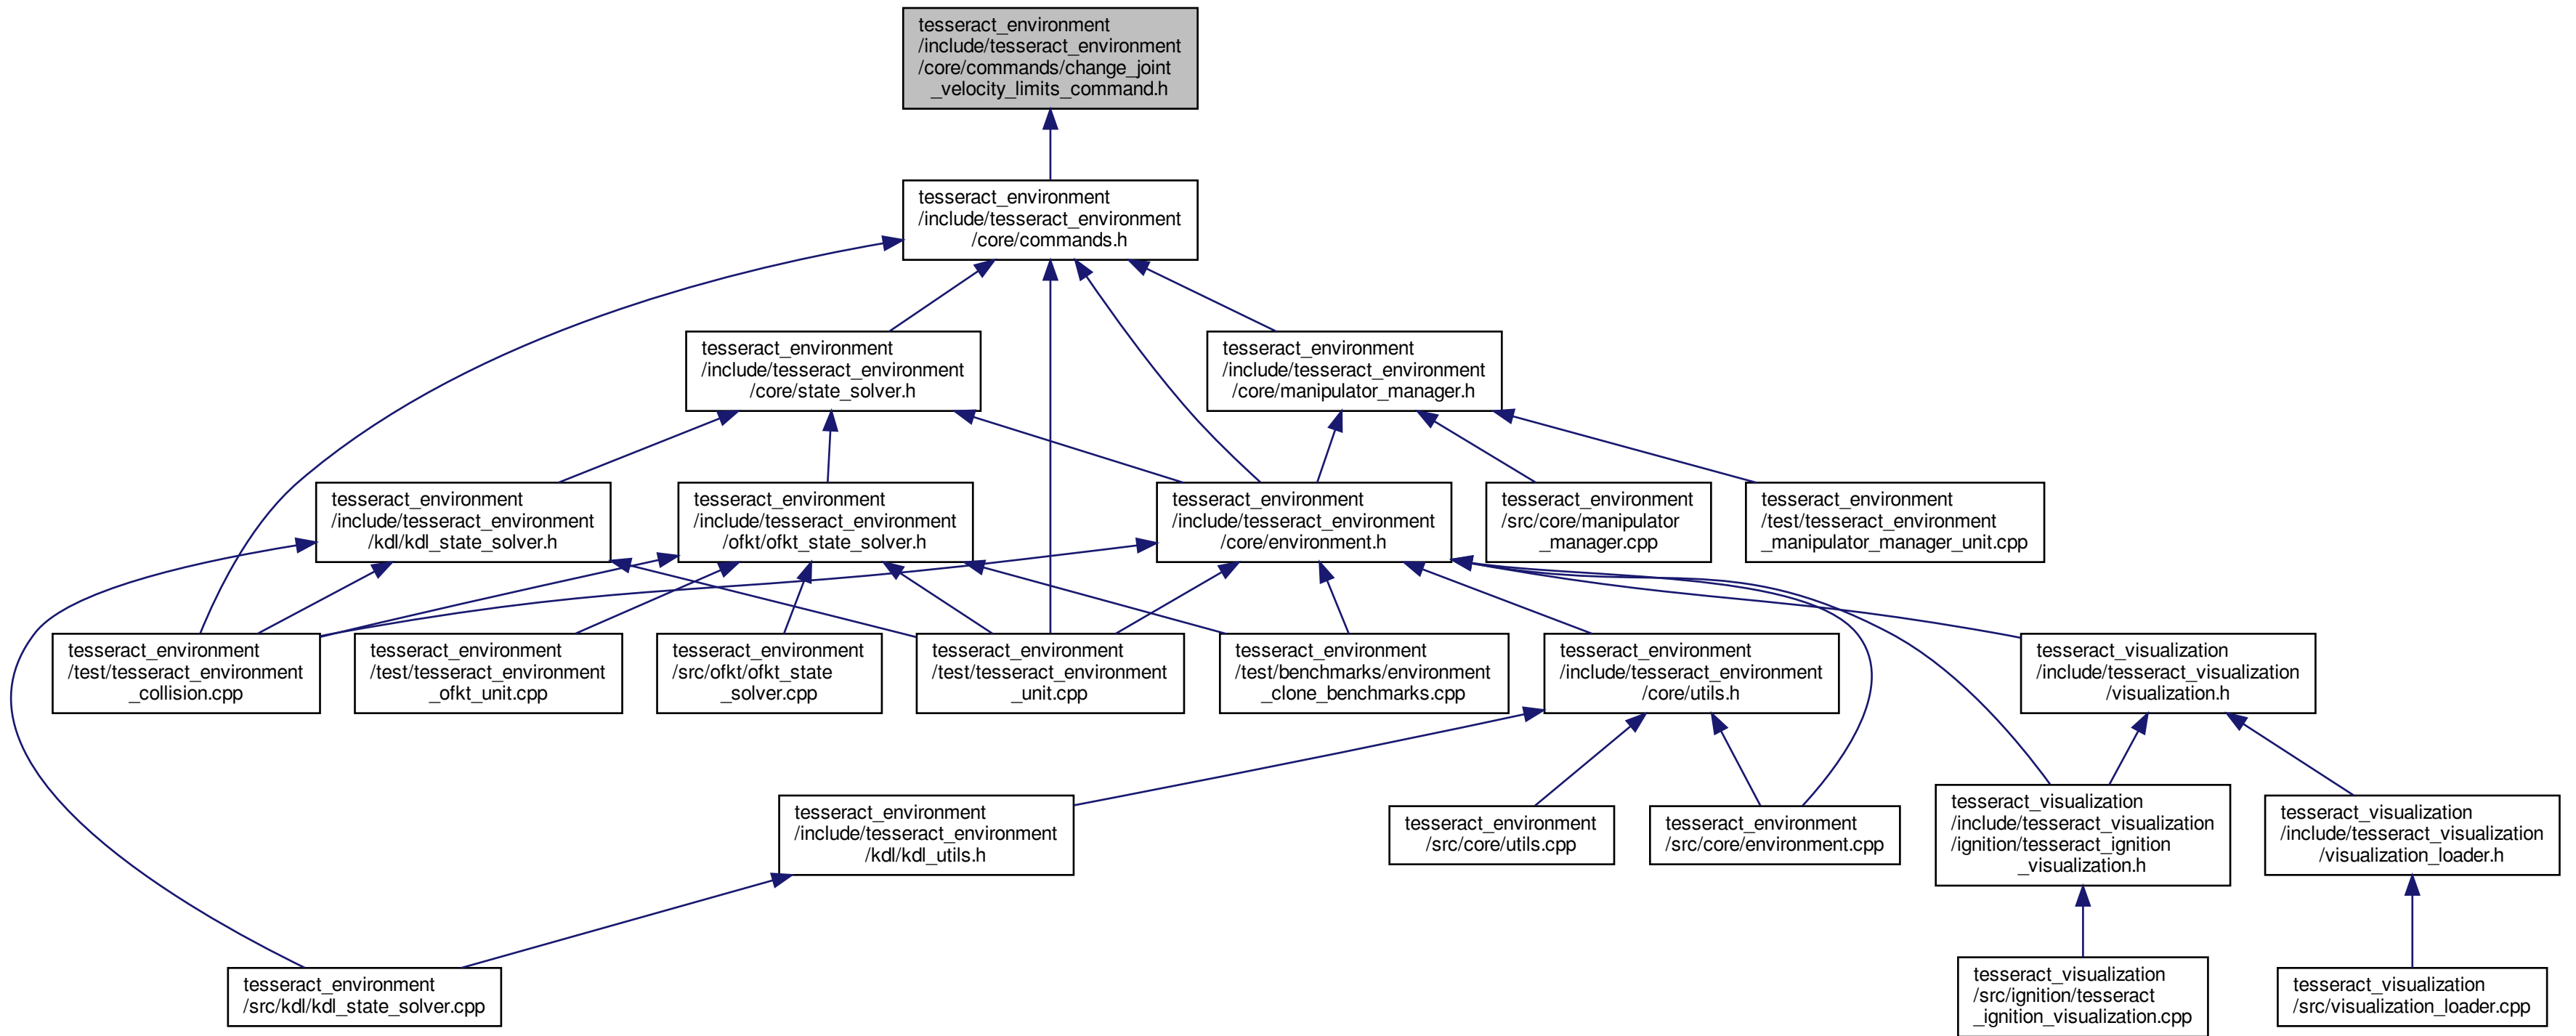 tesseract_environment
/include/tesseract_environment
/core/commands/change_joint
_velocity_limits_command.h
tesseract_environment
/include/tesseract_environment
/core/commands.h
tesseract_environment
/include/tesseract_environment
/core/state_solver.h
tesseract_environment
/include/tesseract_environment
/core/manipulator_manager.h
tesseract_environment
/include/tesseract_environment
/kdl/kdl_state_solver.h
tesseract_environment
/include/tesseract_environment
/ofkt/ofkt_state_solver.h
tesseract_environment
/include/tesseract_environment
/core/environment.h
tesseract_environment
/src/core/manipulator
_manager.cpp
tesseract_environment
/test/tesseract_environment
_manipulator_manager_unit.cpp
tesseract_environment
/test/tesseract_environment
_collision.cpp
tesseract_environment
/test/tesseract_environment
_ofkt_unit.cpp
tesseract_environment
/src/ofkt/ofkt_state
_solver.cpp
tesseract_environment
/test/tesseract_environment
_unit.cpp
tesseract_environment
/test/benchmarks/environment
_clone_benchmarks.cpp
tesseract_environment
/include/tesseract_environment
/core/utils.h
tesseract_visualization
/include/tesseract_visualization
/visualization.h
tesseract_environment
/include/tesseract_environment
/kdl/kdl_utils.h
tesseract_environment
/src/core/utils.cpp
tesseract_environment
/src/core/environment.cpp
tesseract_visualization
/include/tesseract_visualization
/ignition/tesseract_ignition
_visualization.h
tesseract_visualization
/include/tesseract_visualization
/visualization_loader.h
tesseract_environment
/src/kdl/kdl_state_solver.cpp
tesseract_visualization
/src/ignition/tesseract
_ignition_visualization.cpp
tesseract_visualization
/src/visualization_loader.cpp